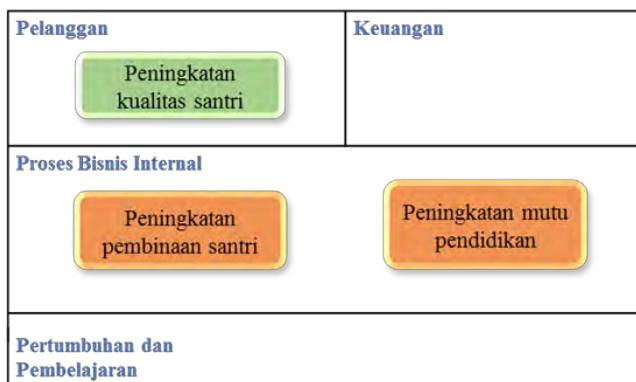 Pelanggan
Keuangan
Peningkatan
kualitas santri
Proses Bisnis Internal
Peningkatan
pembinaan santri
Peningkatan mutu
pendidikan
Pertumbuhan dan
Pembelajaran